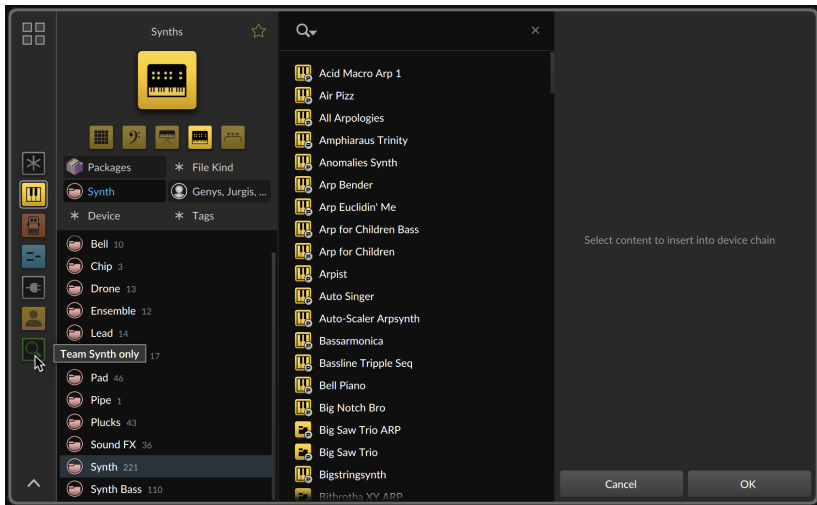 Synths
Packages
File Kind
Synth
Genys, Jurgis, ...
Device
Tags
Bell 10
Chip 3
Drone 13
Ensemble 12
Lead 14
17
Team Synth only
Pad 46
Pipe 1
Plucks 43
Sound FX 36
Synth 221
Synth Bass 110
Acid Macro Arp 1
Air Pizz
All Arpologies
Amphiaraus Trinity
Anomalies Synth
Arp Bender
Arp Euclidin' Me
Arp for Children Bass
Arp for Children
Arpist
Auto Singer
Auto-Scaler Arpsynth
Bassarmonica
Bassline Tripple Seq
Bell Piano
Big Notch Bro
Big Saw Trio ARP
Big Saw Trio
Bigstringsynth
Bithrotha XY ARP
Select content to insert into device chain
Cancel
OK